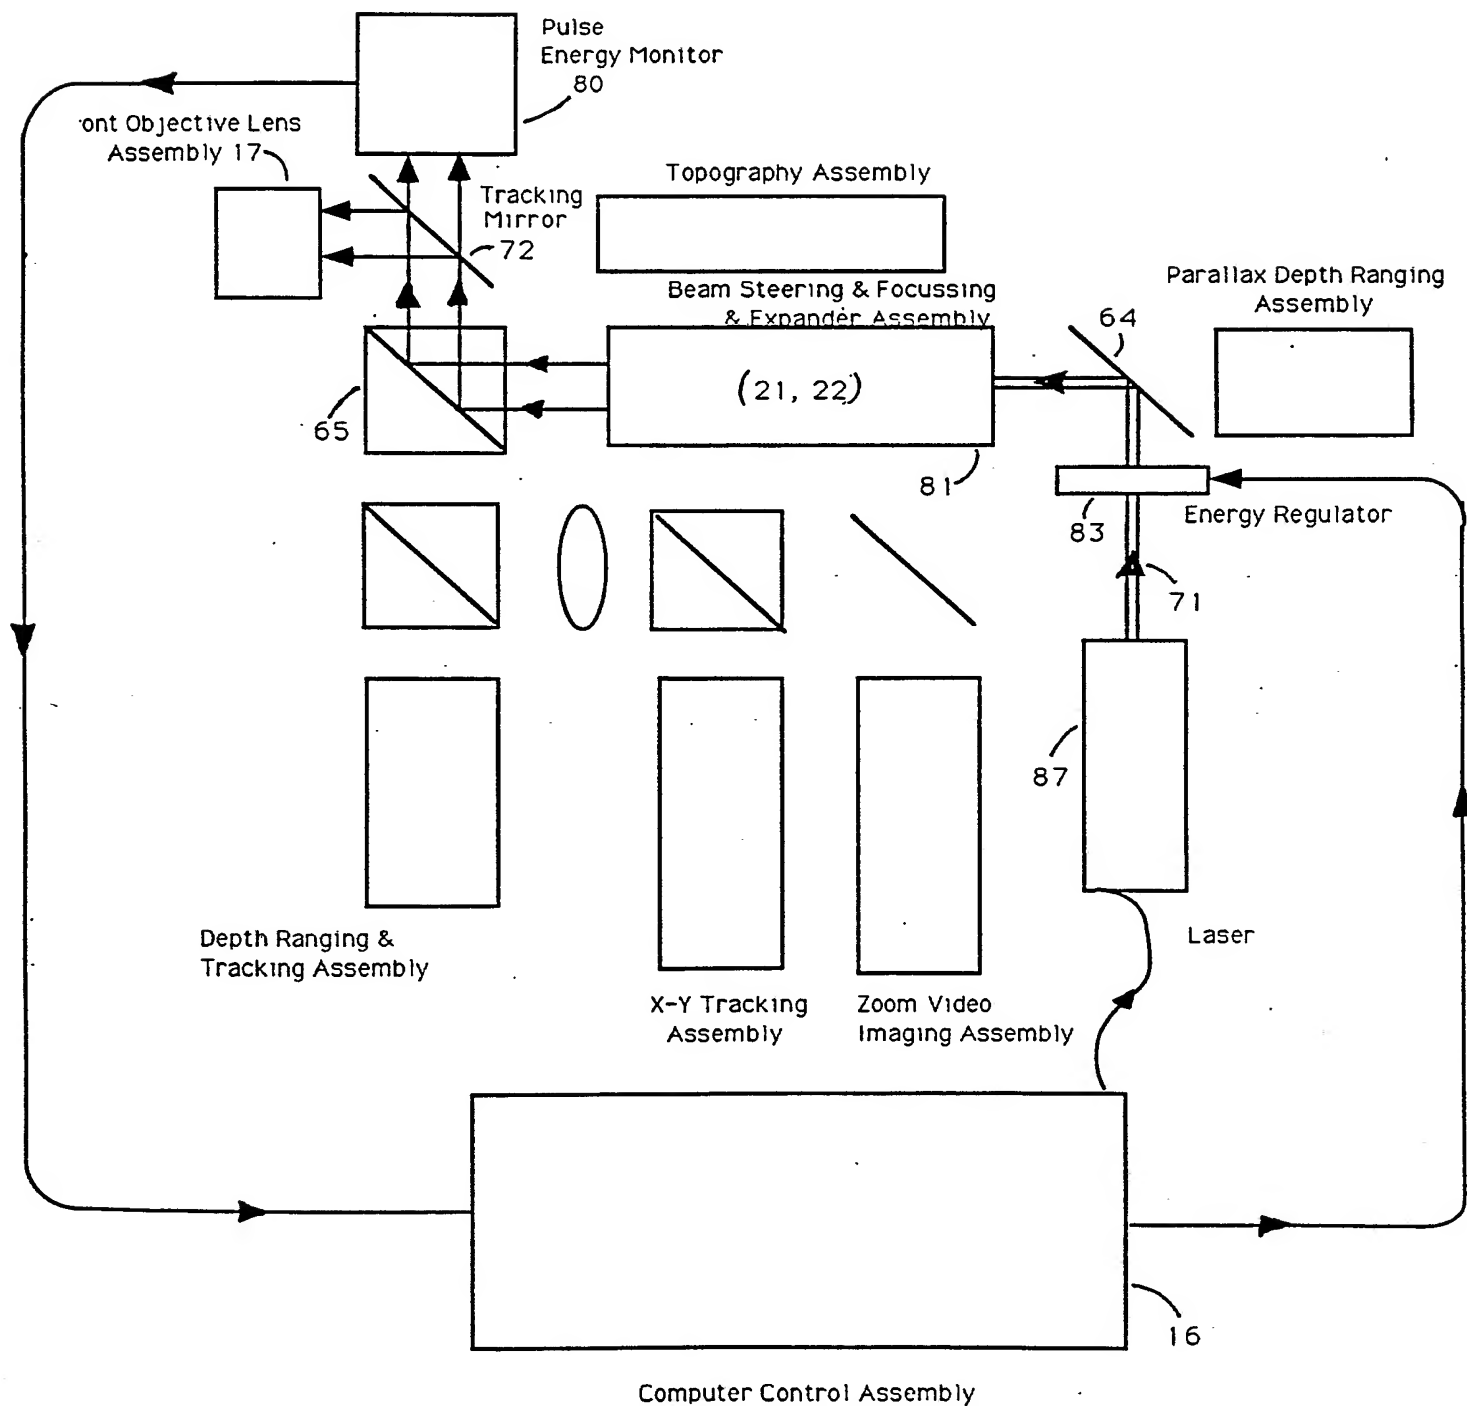 Pulse
Energy Monitor
80
ont Objective Lens
Assembly 17
Tracking
Mirror
72
Topography Assembly
Beam Steering & Focussing
& Expander Assembly
Parallax Depth Ranging
Assembly
64
(21, 22)
65
81
83
Energy Regulator
71
87
Laser
Depth Ranging &
Tracking Assembly
X-Y Tracking
Assembly
Zoom Video
Imaging Assembly
16
Computer Control Assembly